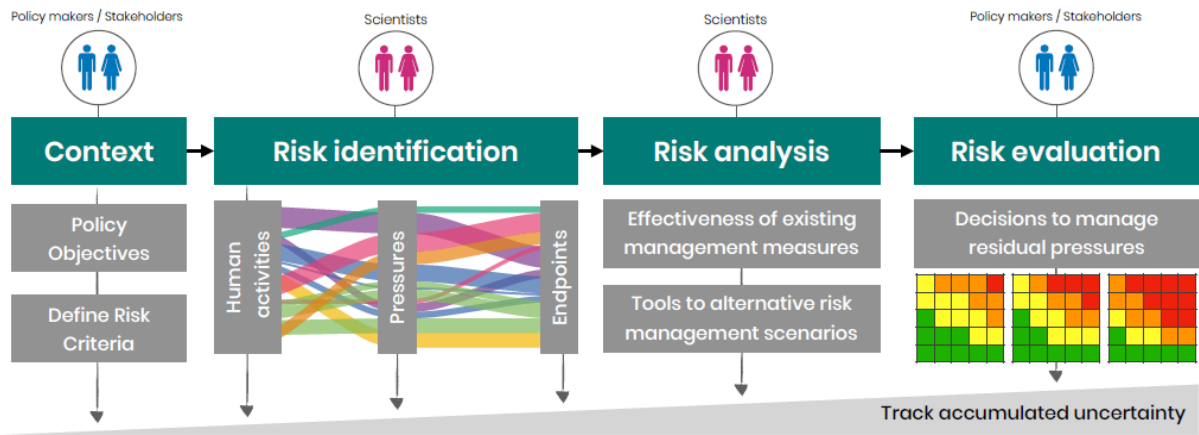 Policy makers / Stakeholders
Scientists
Scientists
Policy makers / Stakeholders
Context
Risk identification
Risk analysis
Risk evaluation
Policy
Objectives
Define Risk
Criteria
Human
activities
Pressures
Endpoints
Effectiveness of existing
management measures
Tools to alternative risk
management scenarios
Decisions to manage
residual pressures
Track accumulated uncertainty